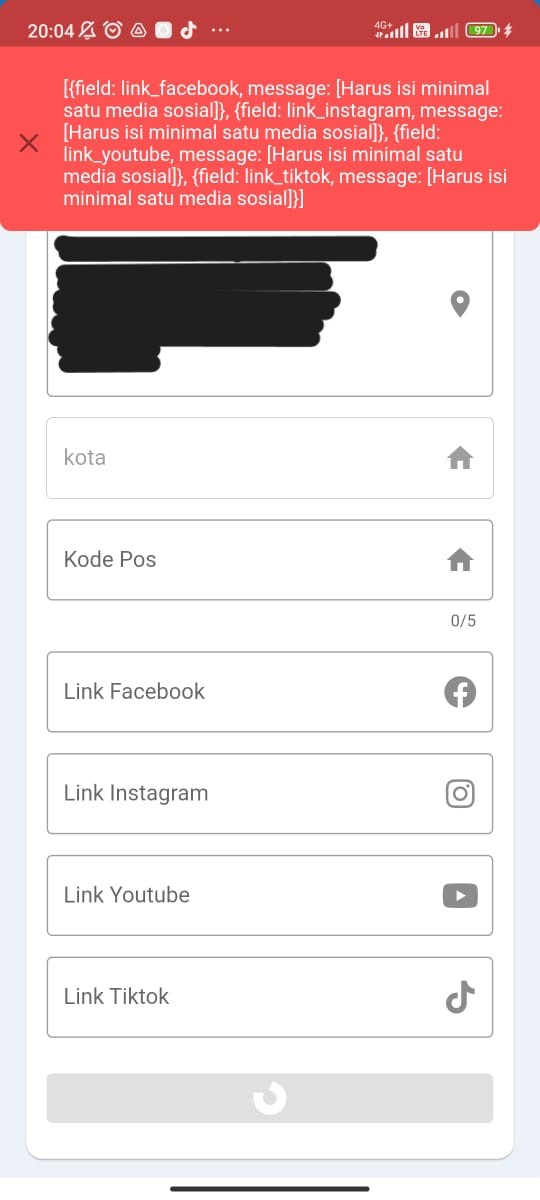 20:04
4G+
Vo
LTE
97
[{field: link_facebook, message: [Harus isi minimal
satu media sosial]}, {field: link_instagram, message:
[Harus isi minimal satu media sosial]}, {field:
link_youtube, message: [Harus isi minimal satu
media sosial]}, {field: link_tiktok, message: [Harus isi
minimal satu media sosial]}]
kota
Kode Pos
0/5
Link Facebook
Link Instagram
Link Youtube
Link Tiktok